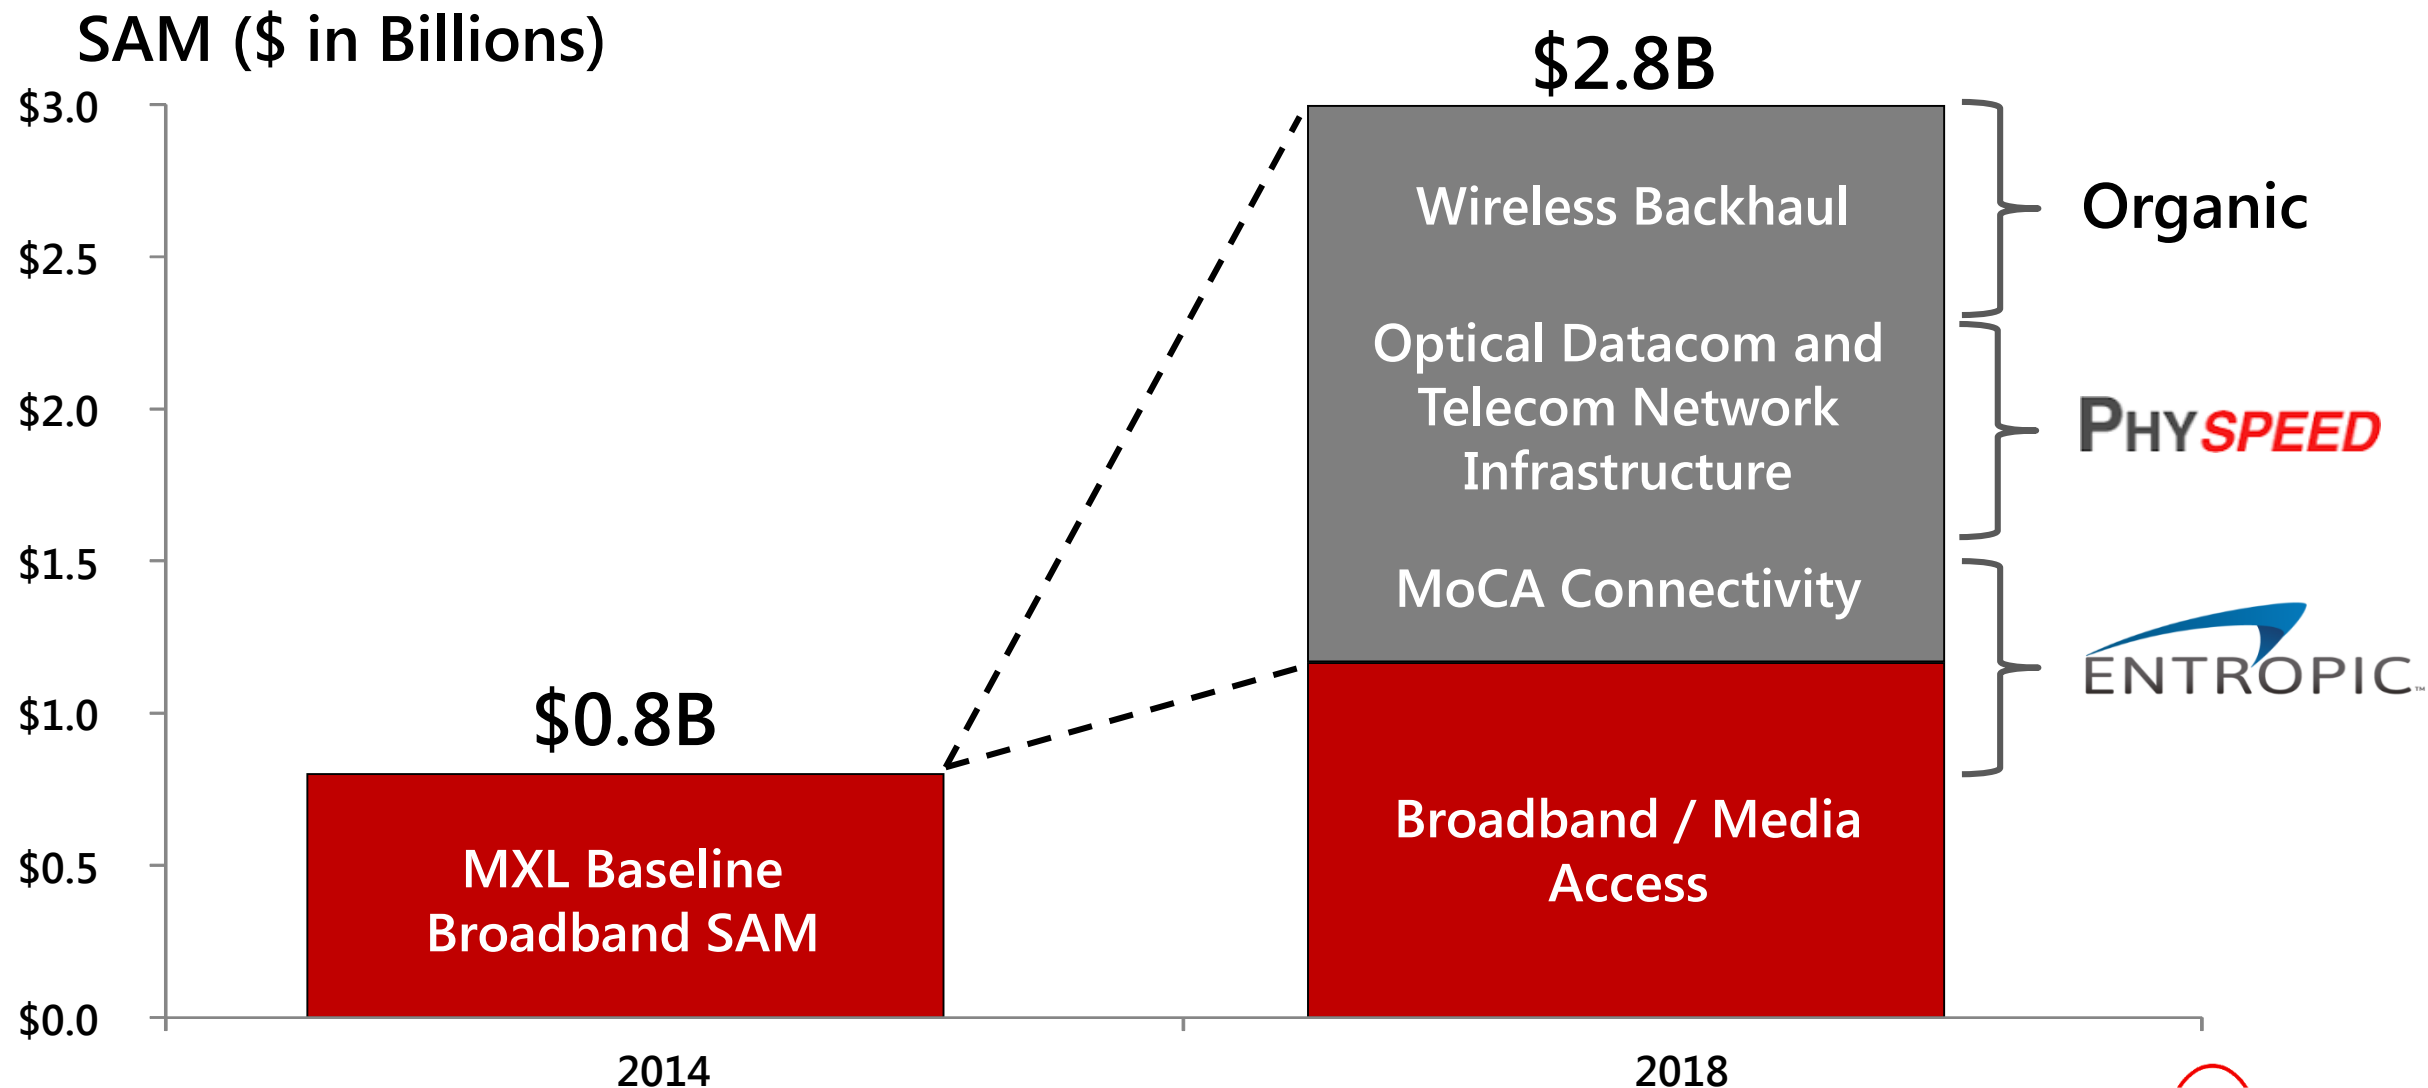 SAM ($ in Billions)
$2.8B
$3.0
$2.5
$2.0
$1.5
$1.0
$0.5
$0.0
$0.8B
MXL Baseline
Broadband SAM
Wireless Backhaul
Optical Datacom and
Telecom Network
Infrastructure
MoCA Connectivity
Broadband / Media
Access
Organic
PHYSPEED
ENTROPIC™
2014
2018